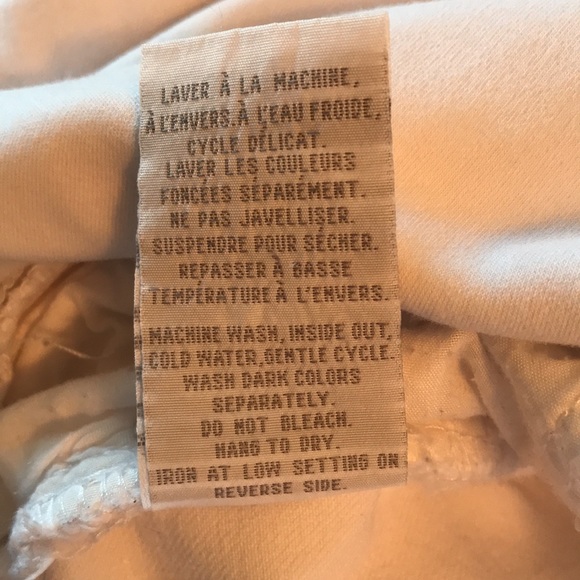 LAVER À LA MACHINE,
À L'ENVERS. À L'EAU FROIDE,
CYCLE DÉLICAT.
LAVER LES COULEURS
FONCÉES SÉPARÉMENT.
NE PAS JAVELLISER.
SUSPENDRE POUR SÉCHER.
REPASSER À BASSE
TEMPÉRATURE À L'ENVERS.
MACHINE WASH, INSIDE OUT,
COLD WATER, GENTLE CYCLE.
WASH DARK COLORS
SEPARATELY.
DO NOT BLEACH.
HANG TO DRY.
IRON AT LOW SETTING ON
REVERSE SIDE.